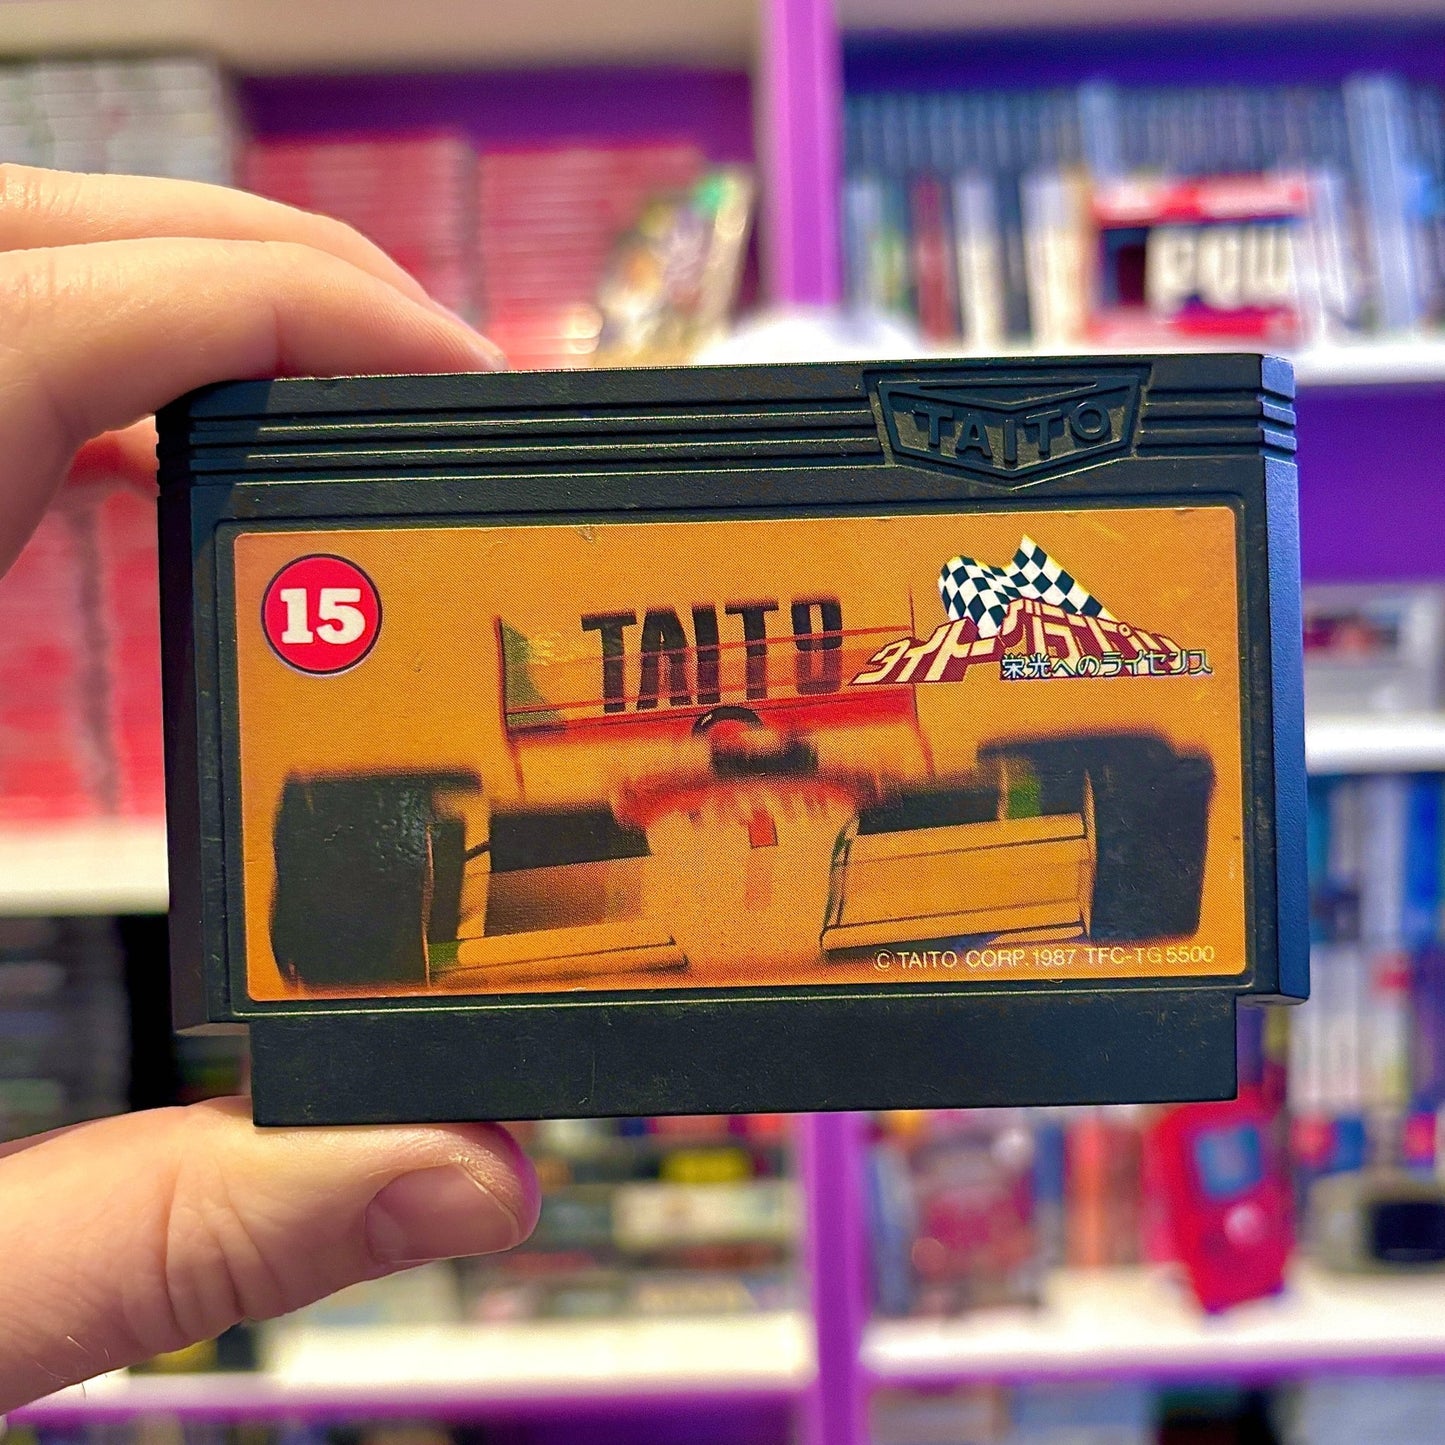 TAITO
15
TAITO
タイトーグランプリ
栄光へのライセンス
© TAITO CORP. 1987 TFC-TG 5500
POW